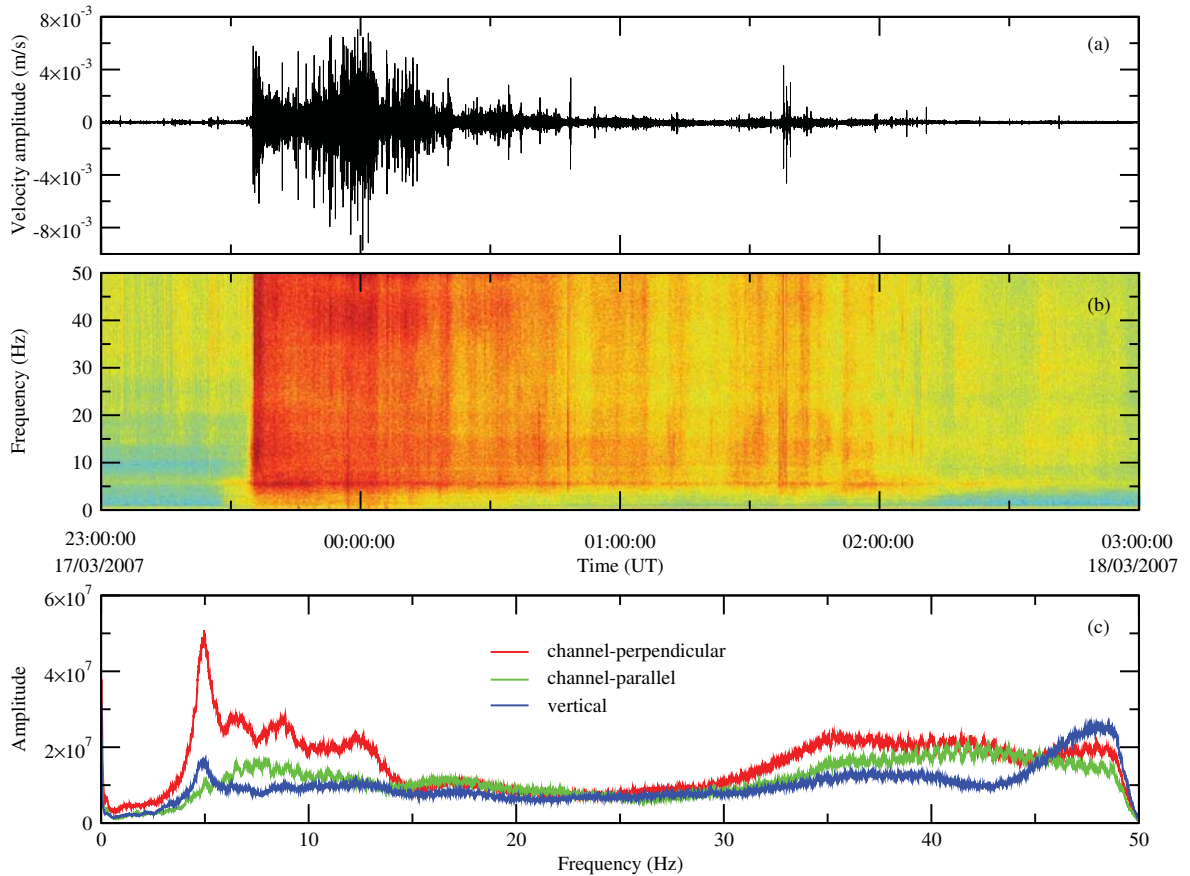 8×10⁻³
(a)
4×10⁻³
0
-4×10⁻³
-8×10⁻³
Velocity amplitude (m/s)
50
(b)
40
30
20
10
0
Frequency (Hz)
23:00:00 00:00:00 01:00:00 02:00:00 03:00:00
17/03/2007 Time (UT) 18/03/2007
6×10⁷
(c)
4×10⁷
2×10⁷
0
Amplitude
channel-perpendicular
channel-parallel
vertical
0 10 20 30 40 50
Frequency (Hz)